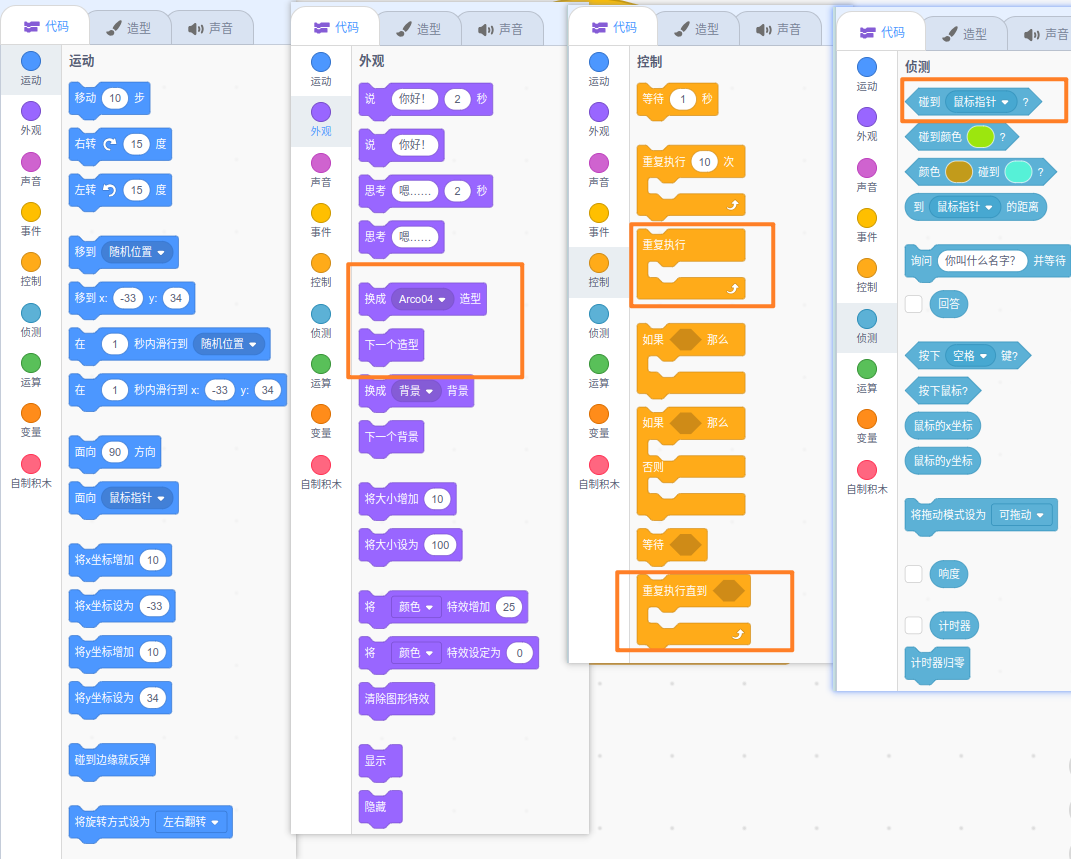 代码 造型 声音
运动
外观
声音
事件
控制
侦测
运算
变量
自制积木
运动
移动 10 步
右转 15 度
左转 15 度
移到 随机位置
移到 x: -33 y: 34
在 1 秒内滑行到 随机位置
在 1 秒内滑行到 x: -33 y: 34
面向 90 方向
面向 鼠标指针
将x坐标增加 10
将x坐标设为 -33
将y坐标增加 10
将y坐标设为 34
碰到边缘就反弹
将旋转方式设为 左右翻转
代码 造型 声音
运动
外观
声音
事件
控制
侦测
运算
变量
自制积木
外观
说 你好! 2 秒
说 你好!
思考 嗯…… 2 秒
思考 嗯……
换成 Arco04 造型
下一个造型
换成 背景 背景
下一个背景
将大小增加 10
将大小设为 100
将 颜色 特效增加 25
将 颜色 特效设定为 0
清除图形特效
显示
隐藏
代码 造型 声音
运动
外观
声音
事件
控制
侦测
运算
变量
自制积木
控制
等待 1 秒
重复执行 10 次
重复执行
如果 那么
如果 那么
否则
等待
重复执行直到
代码 造型 声音
运动
外观
声音
事件
控制
侦测
运算
变量
自制积木
侦测
碰到 鼠标指针 ?
碰到颜色 ?
颜色 碰到 ?
到 鼠标指针 的距离
询问 你叫什么名字? 并等待
回答
按下 空格 键?
按下鼠标?
鼠标的x坐标
鼠标的y坐标
将拖动模式设为 可拖动
响度
计时器
计时器归零